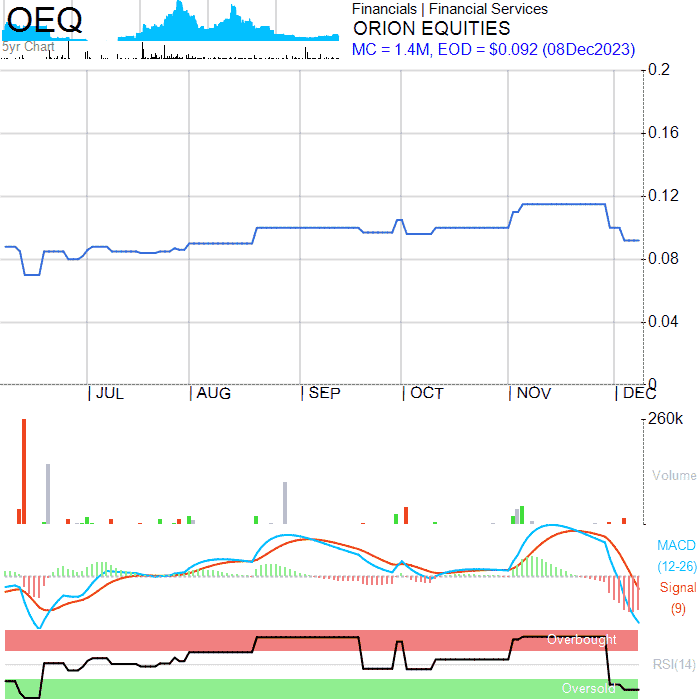 OEQ
5yr Chart
Financials | Financial Services
ORION EQUITIES
MC = 1.4M, EOD = $0.092 (08Dec2023)
0.2
0.16
0.12
0.08
0.04
0
JUL AUG SEP OCT NOV DEC
260k
Volume
MACD
(12-26)
Signal
(9)
Overbought
RSI(14)
Oversold